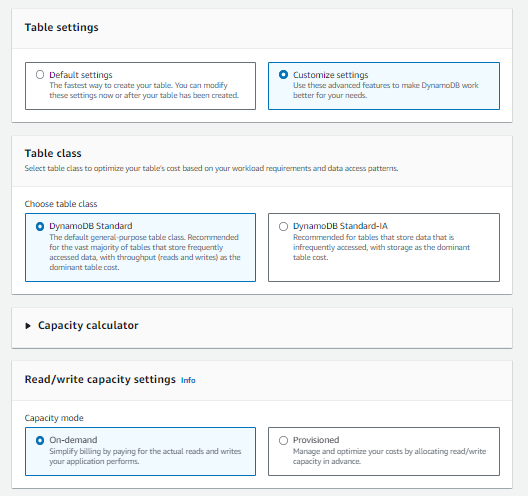 Table settings
Default settings
The fastest way to create your table. You can modify
these settings now or after your table has been created.
Customize settings
Use these advanced features to make DynamoDB work
better for your needs.
Table class
Select table class to optimize your table's cost based on your workload requirements and data access patterns.
Choose table class
DynamoDB Standard
The default general-purpose table class. Recommended
for the vast majority of tables that store frequently
accessed data, with throughput (reads and writes) as the
dominant table cost.
DynamoDB Standard-IA
Recommended for tables that store data that is
infrequently accessed, with storage as the dominant
table cost.
Capacity calculator
Read/write capacity settings Info
Capacity mode
On-demand
Simplify billing by paying for the actual reads and writes
your application performs.
Provisioned
Manage and optimize your costs by allocating read/write
capacity in advance.